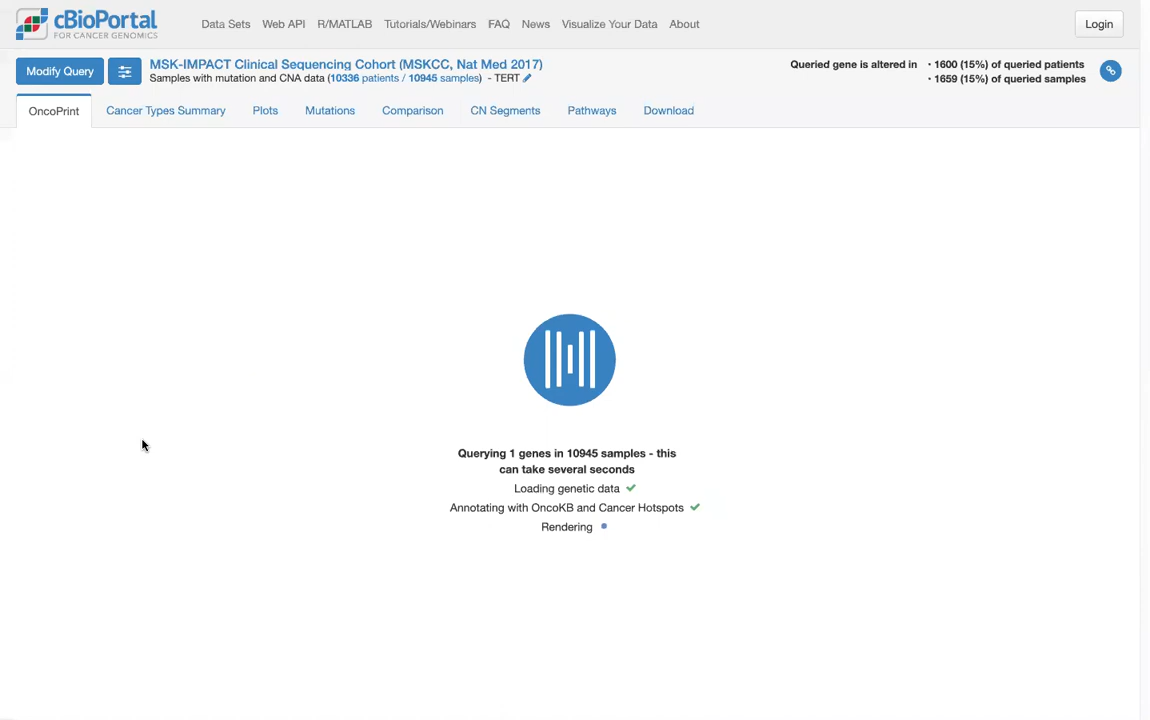 cBioPortal
FOR CANCER GENOMICS
Data Sets Web API R/MATLAB Tutorials/Webinars FAQ News Visualize Your Data About
Login
Modify Query
MSK-IMPACT Clinical Sequencing Cohort (MSKCC, Nat Med 2017)
Samples with mutation and CNA data (10336 patients / 10945 samples) - TERT
Queried gene is altered in · 1600 (15%) of queried patients
· 1659 (15%) of queried samples
OncoPrint Cancer Types Summary Plots Mutations Comparison CN Segments Pathways Download
Querying 1 genes in 10945 samples - this
can take several seconds
Loading genetic data ✔
Annotating with OncoKB and Cancer Hotspots ✔
Rendering